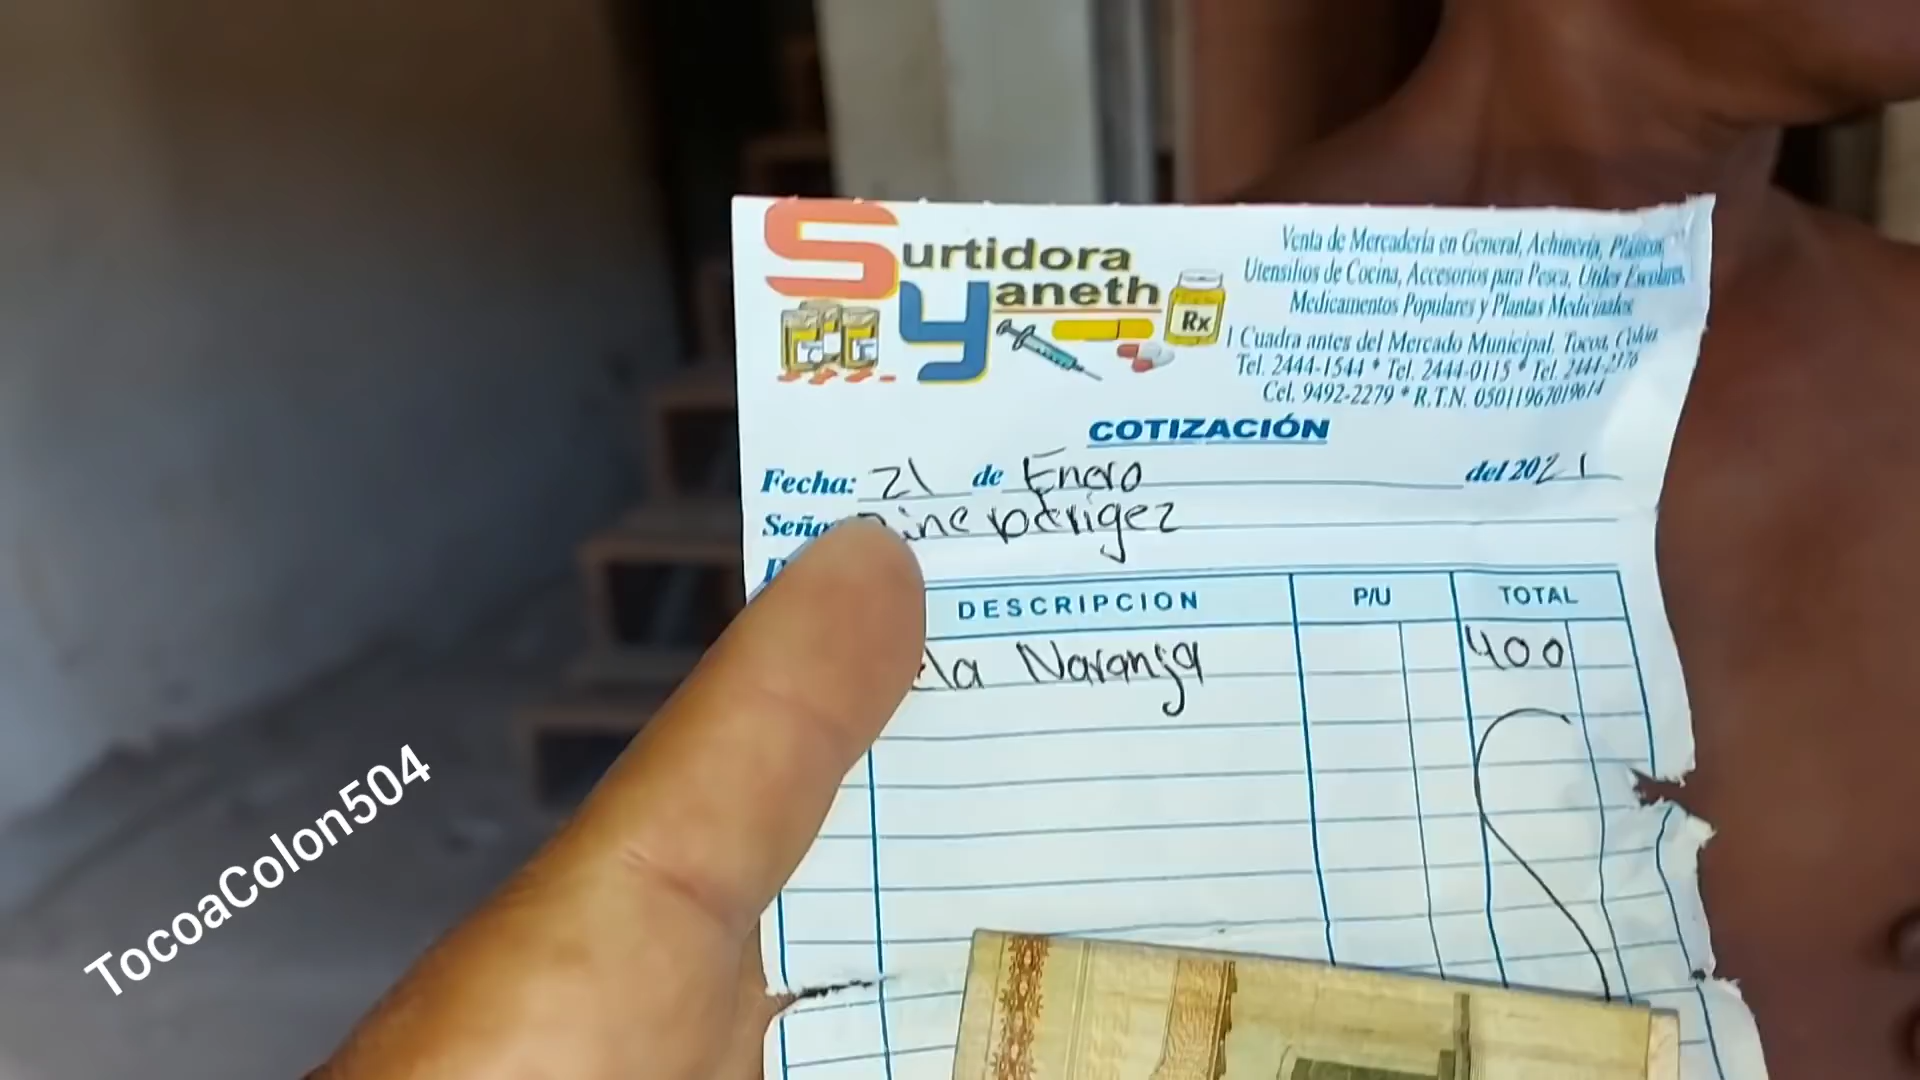 Surtidora
Yaneth
Rx
Venta de Mercadería en General, Achinería, Plásticos,
Utensilios de Cocina, Accesorios para Pesca, Utiles Escolares,
Medicamentos Populares y Plantas Medicinales
1 Cuadra antes del Mercado Municipal, Tocoa, Colón
Tel. 2444-1544 * Tel. 2444-0115 * Tel. 2444-2176
Cel. 9492-2279 * R.T.N. 05011967019614
COTIZACIÓN
Fecha: 21 de Enero del 2021
Seño
DESCRIPCION P/U TOTAL
Naranja 400
TocoaColon504